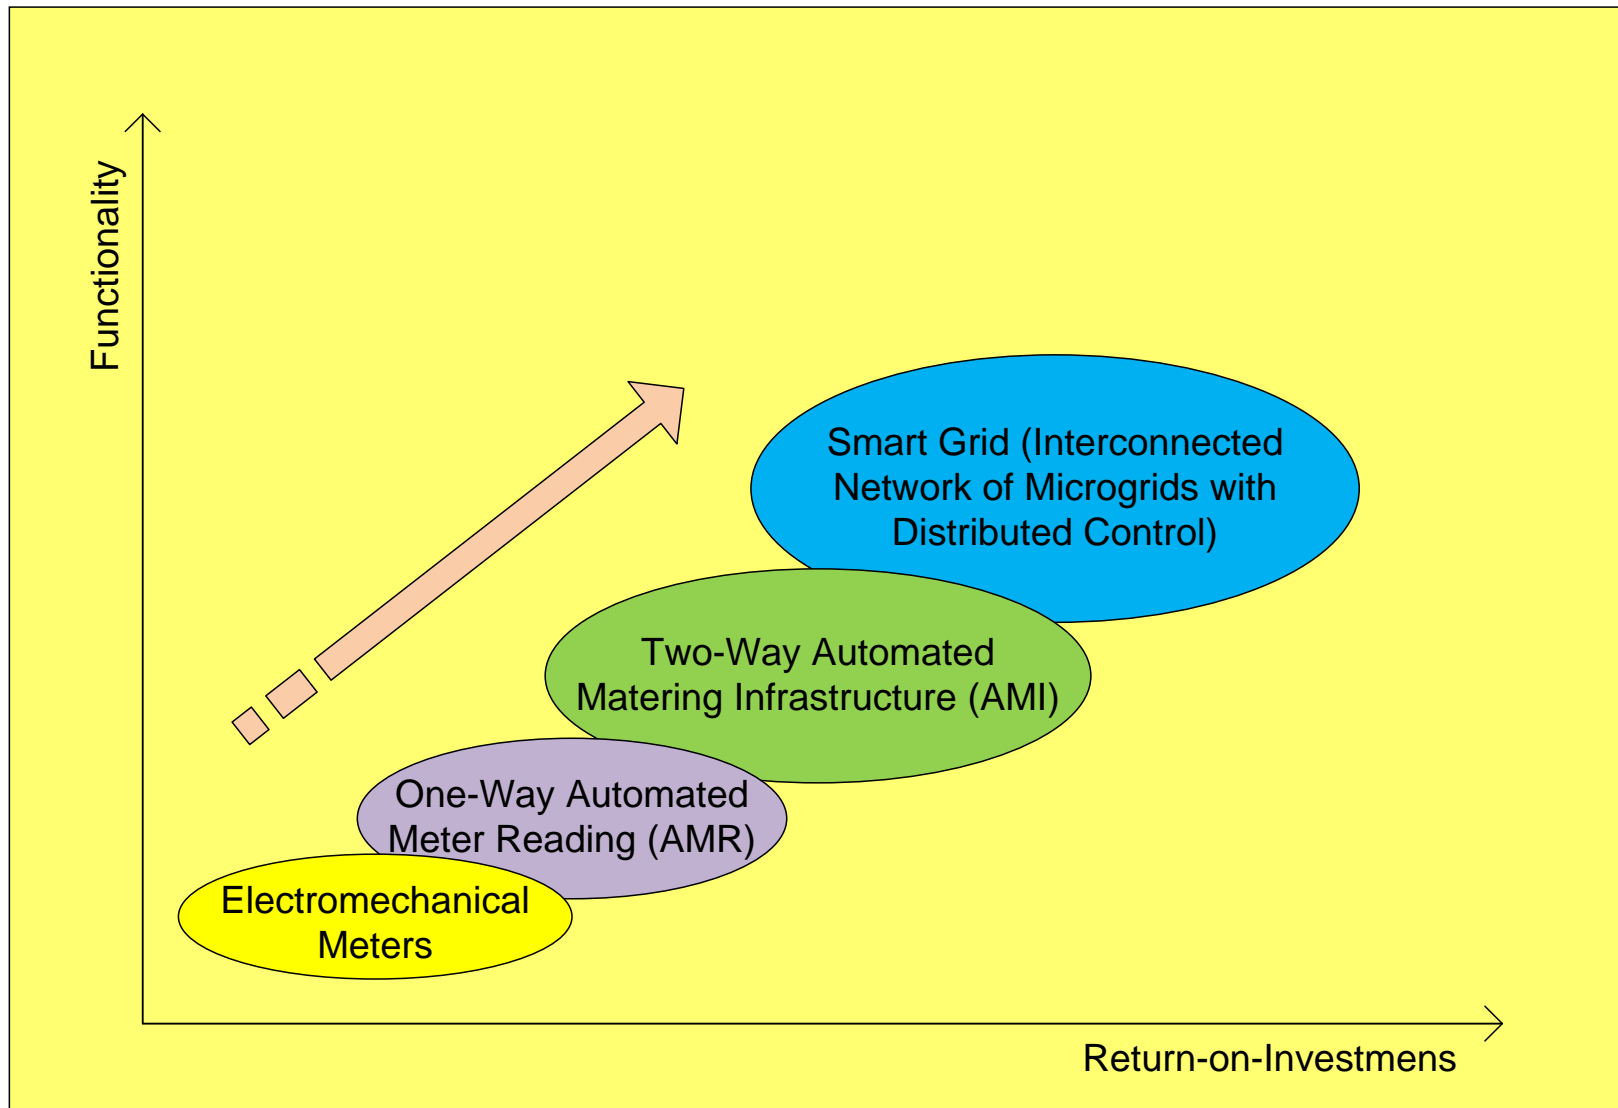 Functionality
Smart Grid (Interconnected
Network of Microgrids with
Distributed Control)
Two-Way Automated
Matering Infrastructure (AMI)
One-Way Automated
Meter Reading (AMR)
Electromechanical
Meters
Return-on-Investmens